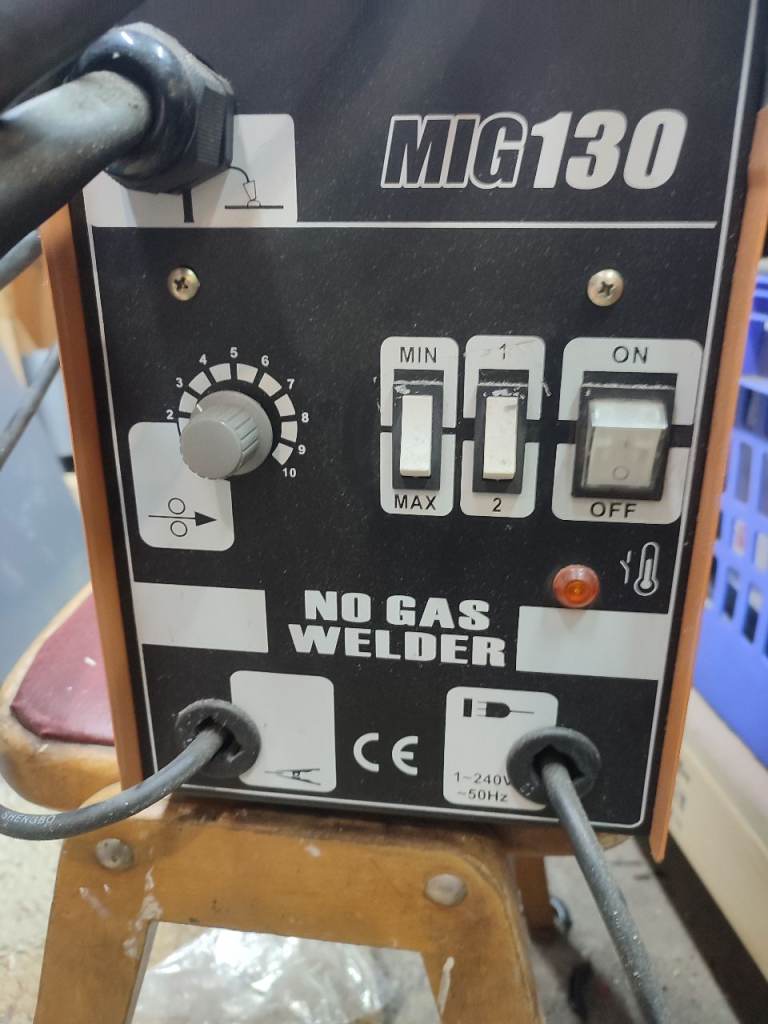 MIG130
2
3
4
5
6
7
8
9
10
MIN
MAX
1
2
ON
OFF
NO GAS
WELDER
CE
1~240V
~50Hz
SHENGBO